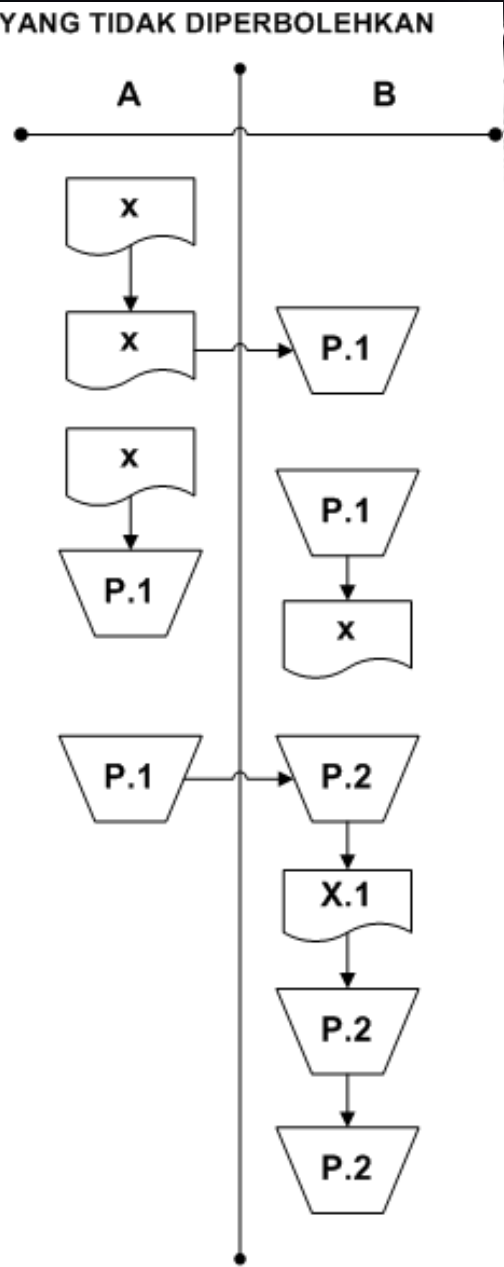 YANG TIDAK DIPERBOLEHKAN
A B
x
x P.1
x
P.1
P.1
x
P.1 P.2
X.1
P.2
P.2